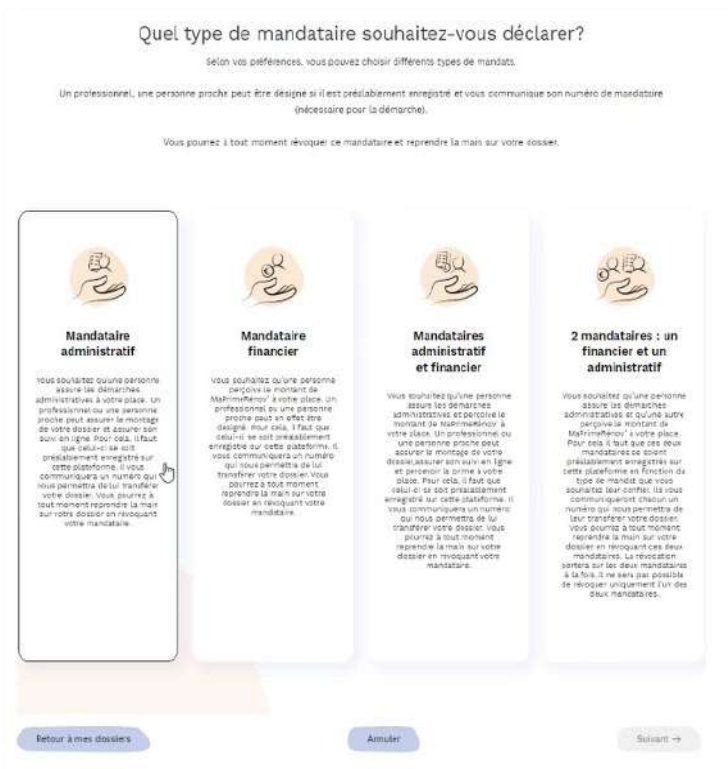 Quel type de mandataire souhaitez-vous déclarer?
Selon vos préférences, vous pouvez choisir différents types de mandats.
Un professionnel, une personne proche peut être désigné si il est préalablement enregistré et vous communique son numéro de mandataire
(nécessaire pour la démarche).
Vous pourrez à tout moment révoquer ce mandataire et reprendre la main sur votre dossier.
Mandataire
administratif
Vous souhaitez qu'une personne
assure les démarches
administratives à votre place. Un
professionnel ou une personne
proche peut assurer le montage
de votre dossier et assurer son
suivi en ligne. Pour cela, il faut
que celui-ci se soit
préalablement enregistré sur
cette plateforme. Il vous
communiquera un numéro qui
nous permettra de lui transférer
votre dossier. Vous pourrez à
tout moment reprendre la main
sur votre dossier en révoquant
votre mandataire.
Mandataire
financier
Vous souhaitez qu'une personne
perçoive le montant de
MaPrimeRénov' à votre place. Un
professionnel ou une personne
proche peut en effet être
désigné. Pour cela, il faut que
celui-ci se soit préalablement
enregistré sur cette plateforme. Il
vous communiquera un numéro
qui nous permettra de lui
transférer votre dossier. Vous
pourrez à tout moment
reprendre la main sur votre
dossier en révoquant votre
mandataire.
Mandataires
administratif
et financier
Vous souhaitez qu'une personne
assure les démarches
administratives et perçoive le
montant de MaPrimeRénov' à
votre place. Un professionnel ou
une personne proche peut
assurer le montage de votre
dossier,assurer son suivi en ligne
et percevoir la prime à votre
place. Pour cela, il faut que
celui-ci se soit préalablement
enregistré sur cette plateforme. Il
vous communiquera un numéro
qui nous permettra de lui
transférer votre dossier. Vous
pourrez à tout moment
reprendre la main sur votre
dossier en révoquant votre
mandataire.
2 mandataires : un
financier et un
administratif
Vous souhaitez qu'une personne
assure les démarches
administratives et qu'une autre
perçoive le montant de
MaPrimeRénov' à votre place.
Pour cela il faut que ces deux
mandataires se soient
préalablement enregistrés sur
cette plateforme en fonction du
type de mandat que vous
souhaitez leur confier. Ils vous
communiqueront chacun un
numéro qui nous permettra de
leur transférer votre dossier.
Vous pourrez à tout moment
reprendre la main sur votre
dossier en révoquant ces deux
mandataires. La révocation
portera sur les deux mandataires
à la fois. Il ne sera pas possible
de révoquer uniquement l'un des
deux mandataires.
Retour à mes dossiers
Annuler
Suivant →